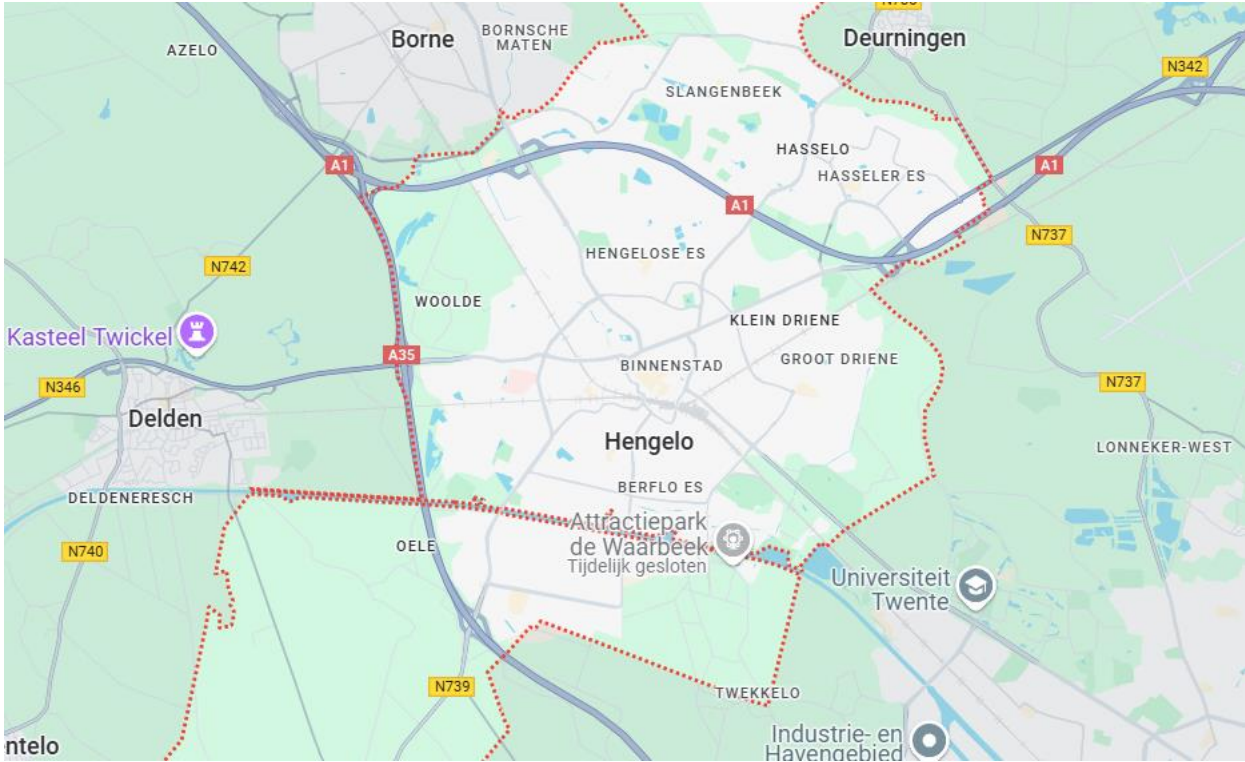 N738
Borne
BORNSCHE
MATEN
Deurningen
AZELO
N342
SLANGENBEEK
HASSELO
A1
A1
HASSELER ES
A1
N737
HENGELOSE ES
N742
WOOLDE
KLEIN DRIENE
Kasteel Twickel
A35
BINNENSTAD
GROOT DRIENE
N346
N737
Delden
Hengelo
LONNEKER-WEST
BERFLO ES
DELDENERESCH
Attractiepark
de Waarbeek
Tijdelijk gesloten
OELE
N740
Universiteit
Twente
N739
TWEKKELO
Industrie- en
Havengebied
ntelo